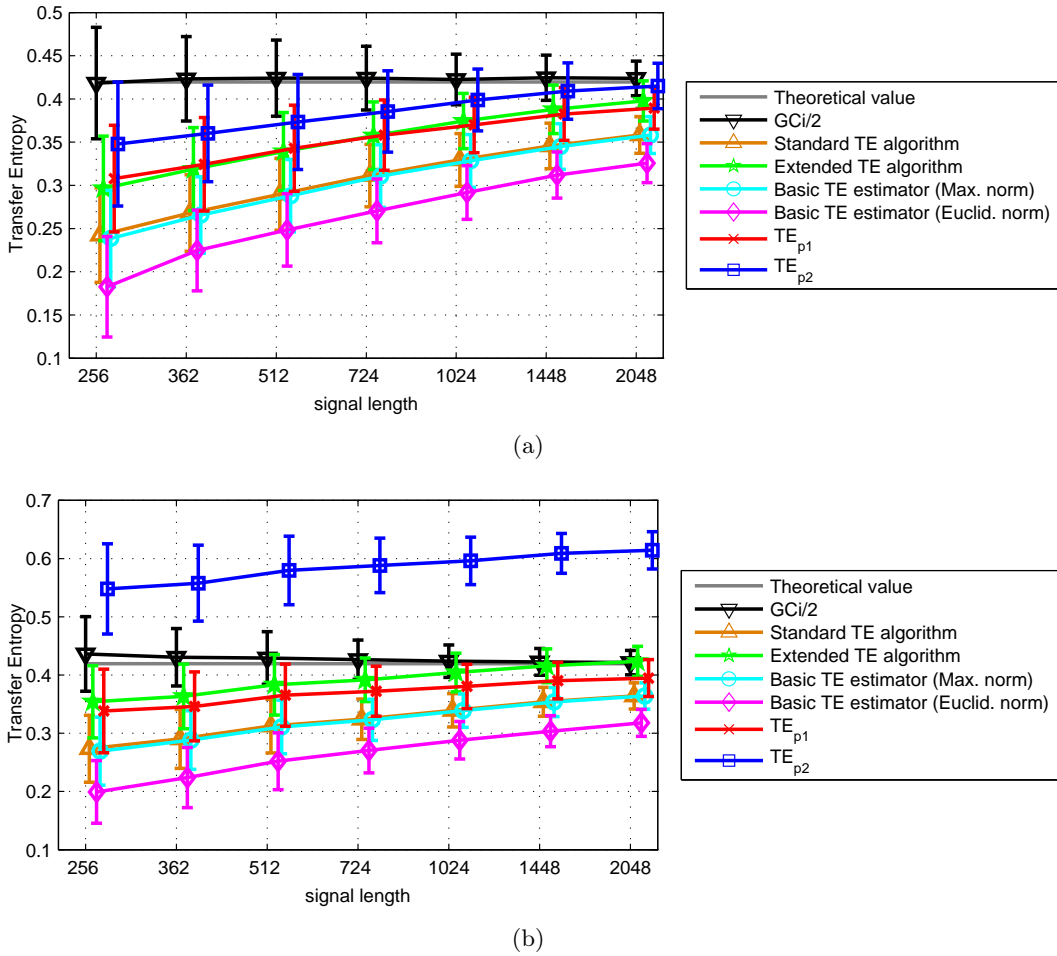 0.5
0.45
0.4
0.35
0.3
0.25
0.2
0.15
0.1
Transfer Entropy
256 362 512 724 1024 1448 2048
signal length
Theoretical value
GCi/2
Standard TE algorithm
Extended TE algorithm
Basic TE estimator (Max. norm)
Basic TE estimator (Euclid. norm)
TEp1
TEp2
(a)
0.7
0.6
0.5
0.4
0.3
0.2
0.1
Transfer Entropy
256 362 512 724 1024 1448 2048
signal length
Theoretical value
GCi/2
Standard TE algorithm
Extended TE algorithm
Basic TE estimator (Max. norm)
Basic TE estimator (Euclid. norm)
TEp1
TEp2
(b)